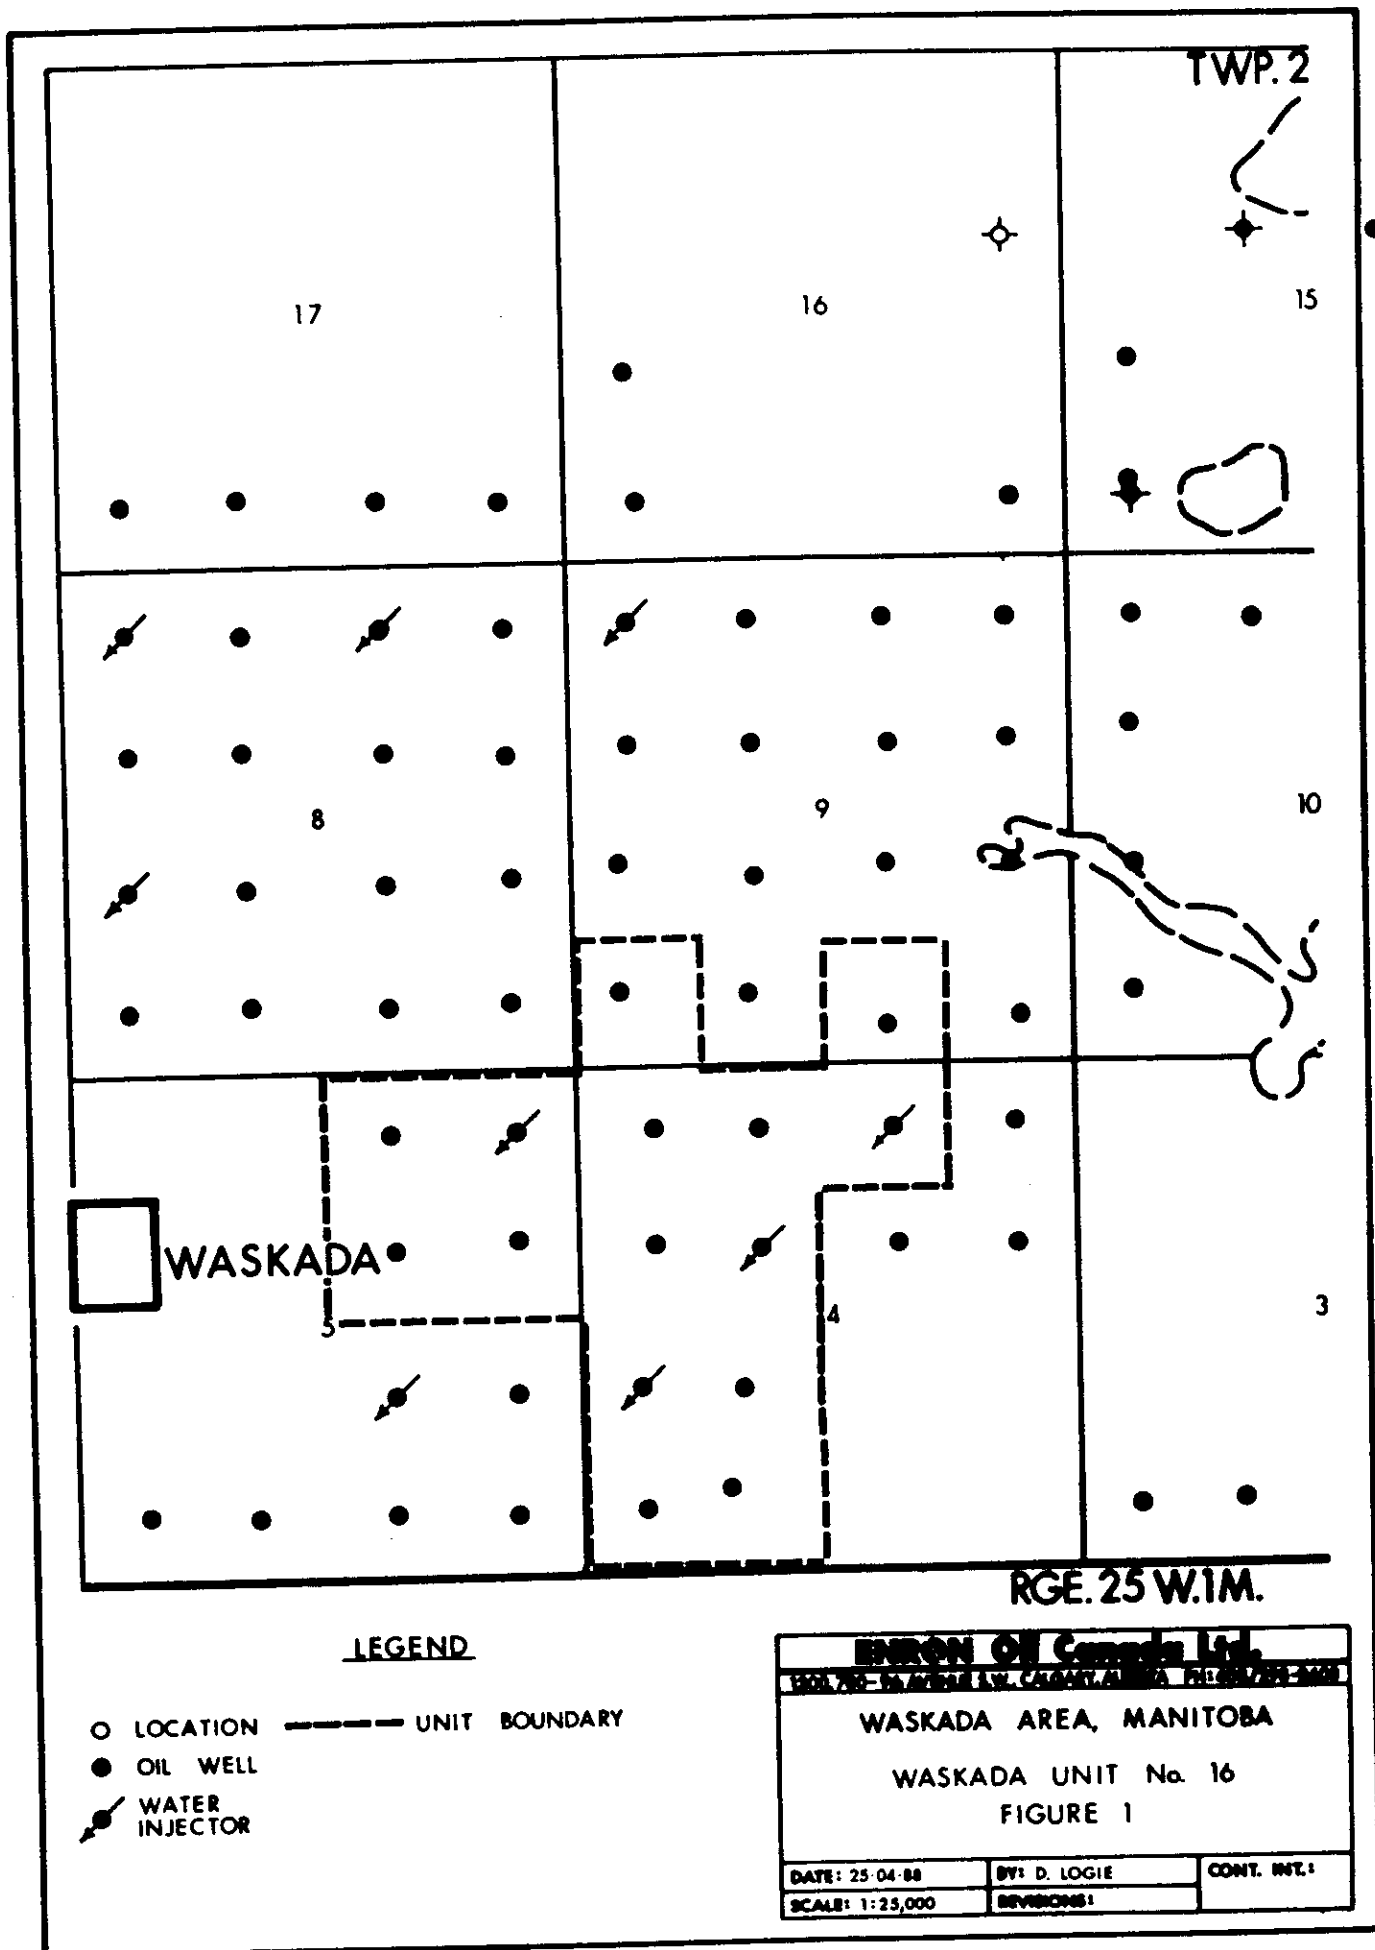 TWP. 2
17
16
15
8
9
10
WASKADA
5
4
3
RGE. 25 W.1M.
LEGEND
LOCATION
UNIT BOUNDARY
OIL WELL
WATER
INJECTOR
ENRON Oil Canada Ltd.
WASKADA AREA, MANITOBA
WASKADA UNIT No. 16
FIGURE 1
DATE: 25·04·88
BY: D. LOGIE
CONT. INT.:
SCALE: 1:25,000
REVISIONS: